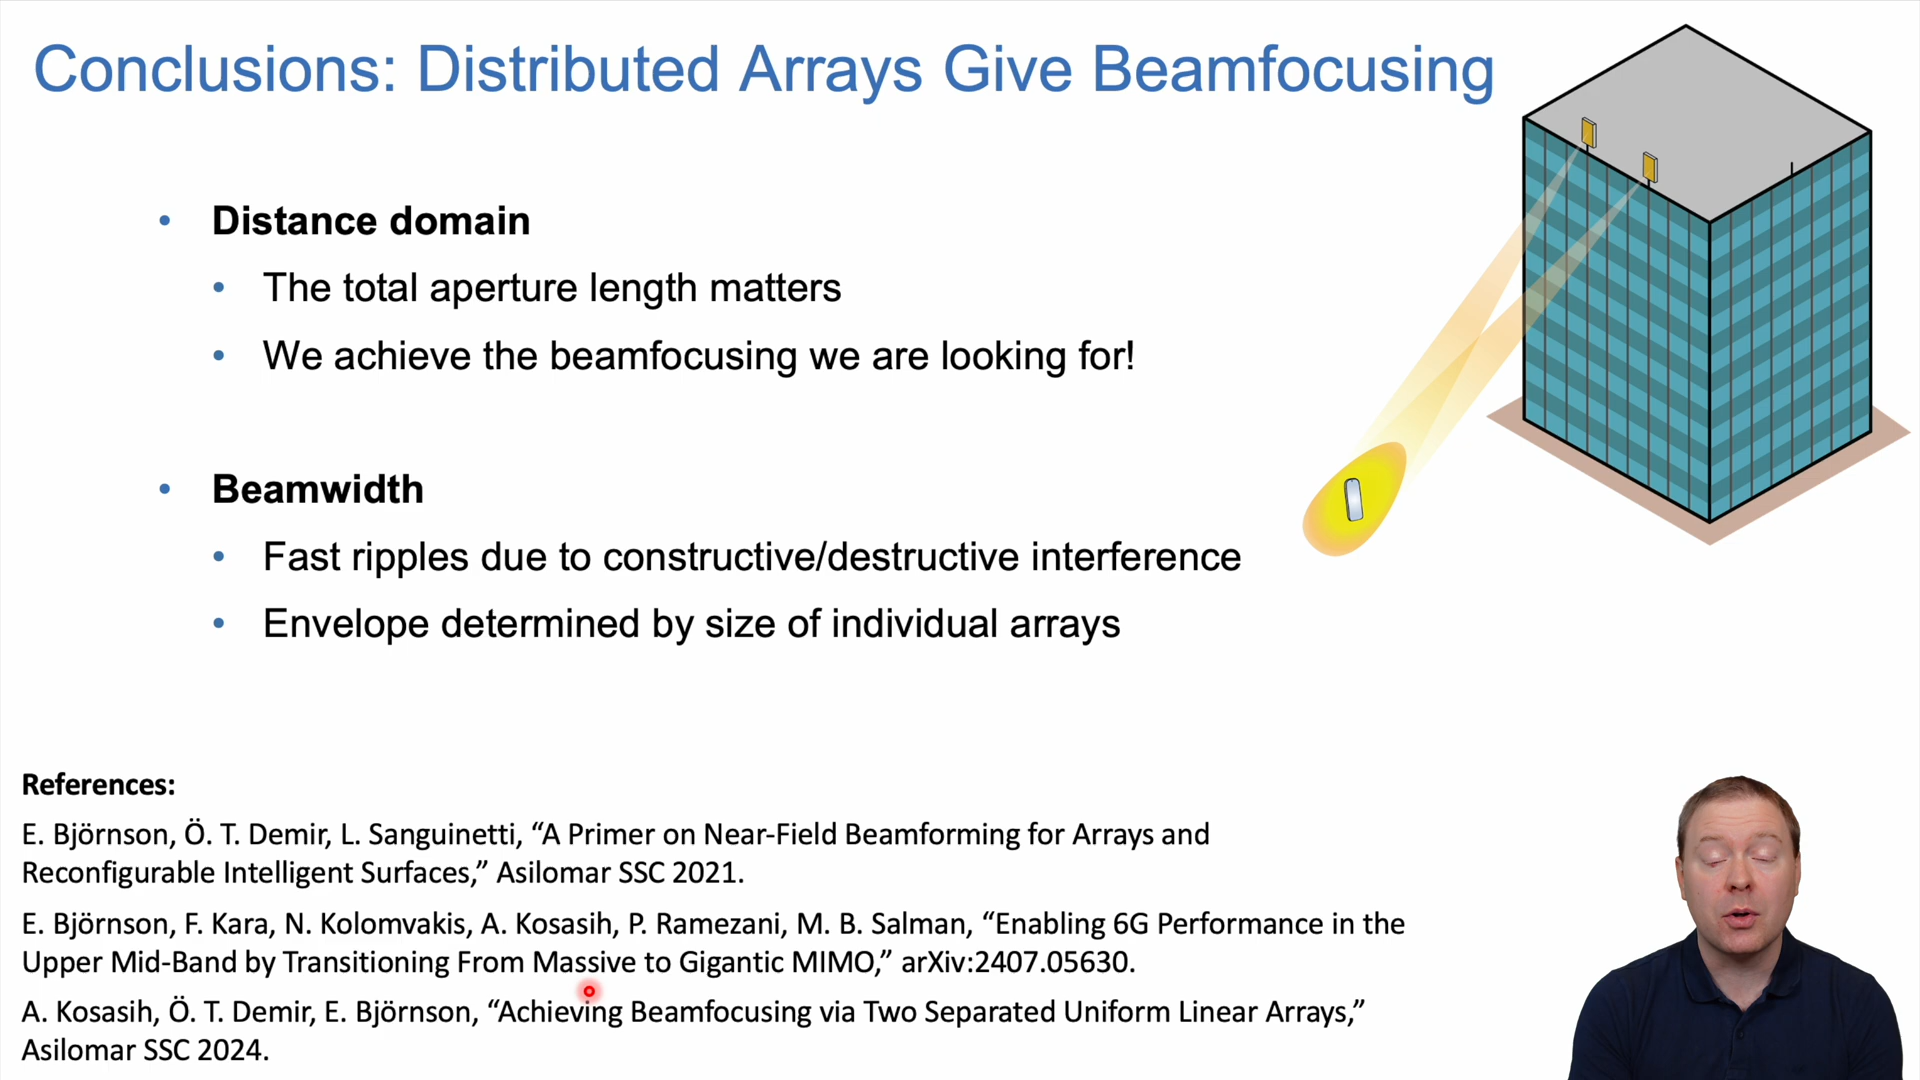 Conclusions: Distributed Arrays Give Beamfocusing
• Distance domain
• The total aperture length matters
• We achieve the beamfocusing we are looking for!
• Beamwidth
• Fast ripples due to constructive/destructive interference
• Envelope determined by size of individual arrays
References:
E. Björnson, Ö. T. Demir, L. Sanguinetti, “A Primer on Near-Field Beamforming for Arrays and
Reconfigurable Intelligent Surfaces,” Asilomar SSC 2021.
E. Björnson, F. Kara, N. Kolomvakis, A. Kosasih, P. Ramezani, M. B. Salman, “Enabling 6G Performance in the
Upper Mid-Band by Transitioning From Massive to Gigantic MIMO,” arXiv:2407.05630.
A. Kosasih, Ö. T. Demir, E. Björnson, “Achieving Beamfocusing via Two Separated Uniform Linear Arrays,”
Asilomar SSC 2024.